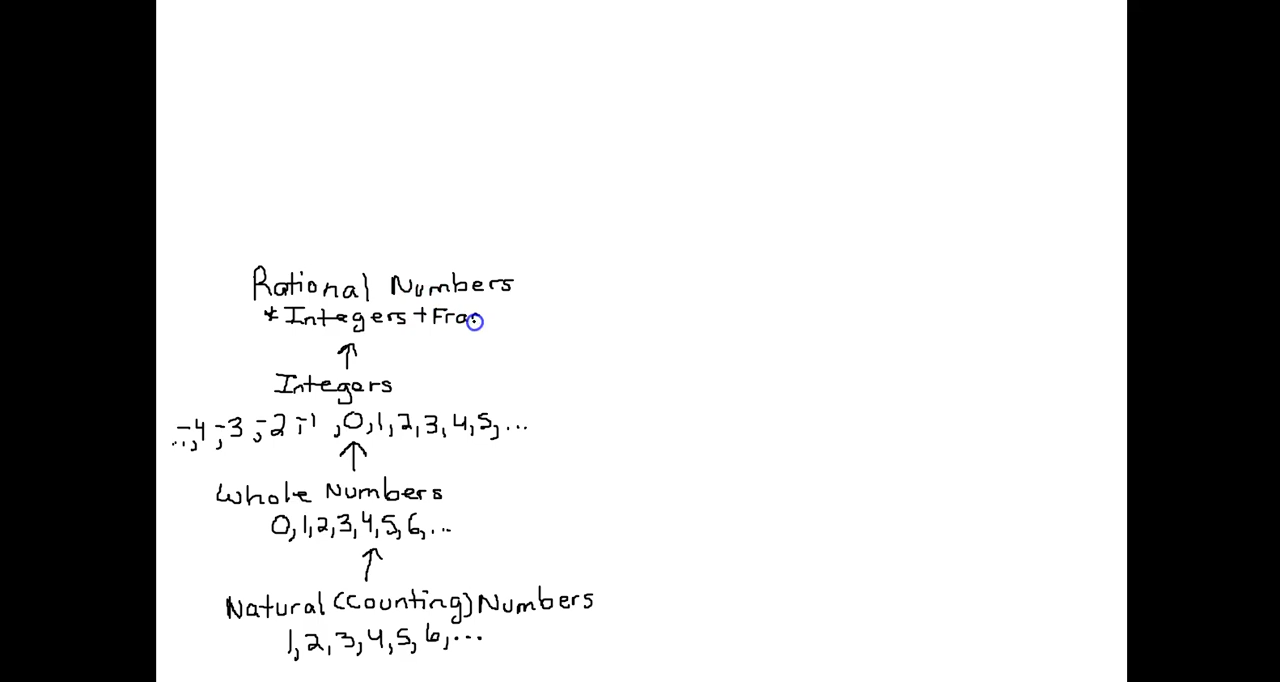 Rational Numbers
*Integers + Frac
Integers
..., -4, -3, -2, -1, 0, 1, 2, 3, 4, 5, ...
Whole Numbers
0, 1, 2, 3, 4, 5, 6, ...
Natural (Counting) Numbers
1, 2, 3, 4, 5, 6, ...